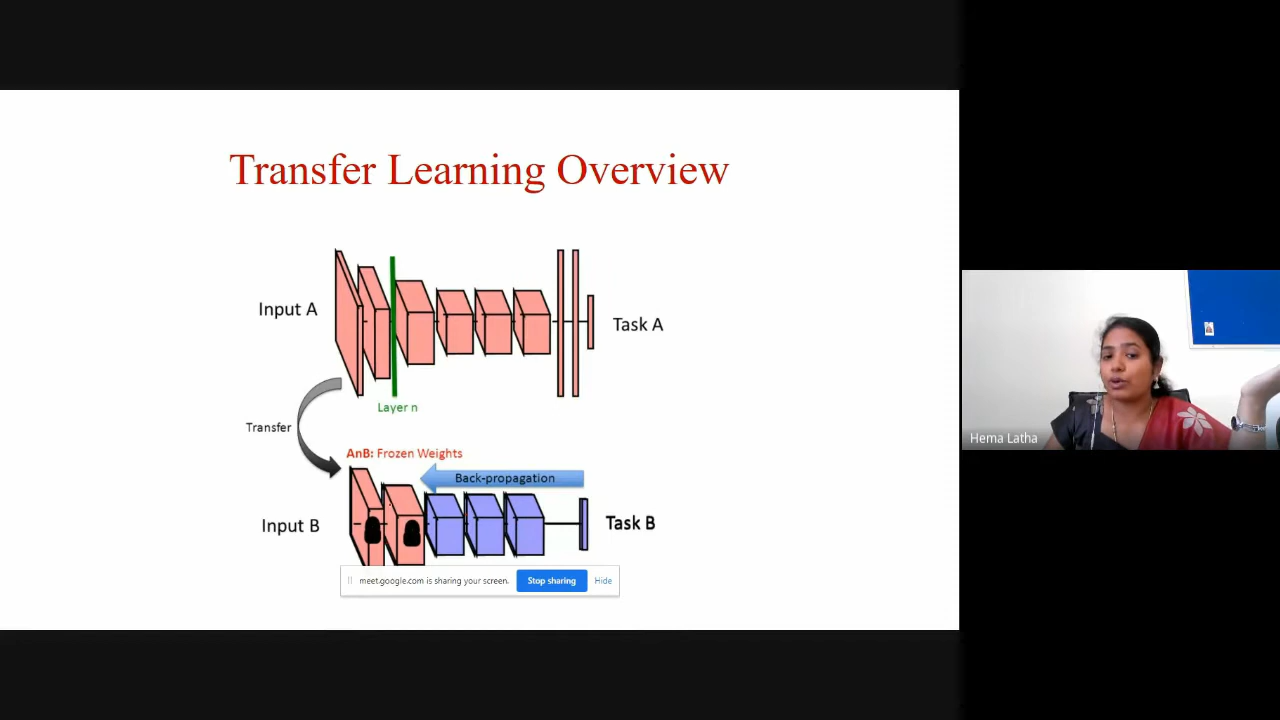 Transfer Learning Overview
Input A
Task A
Layer n
Transfer
AnB: Frozen Weights
Back-propagation
Input B
Task B
meet.google.com is sharing your screen.
Stop sharing
Hide
Hema Latha